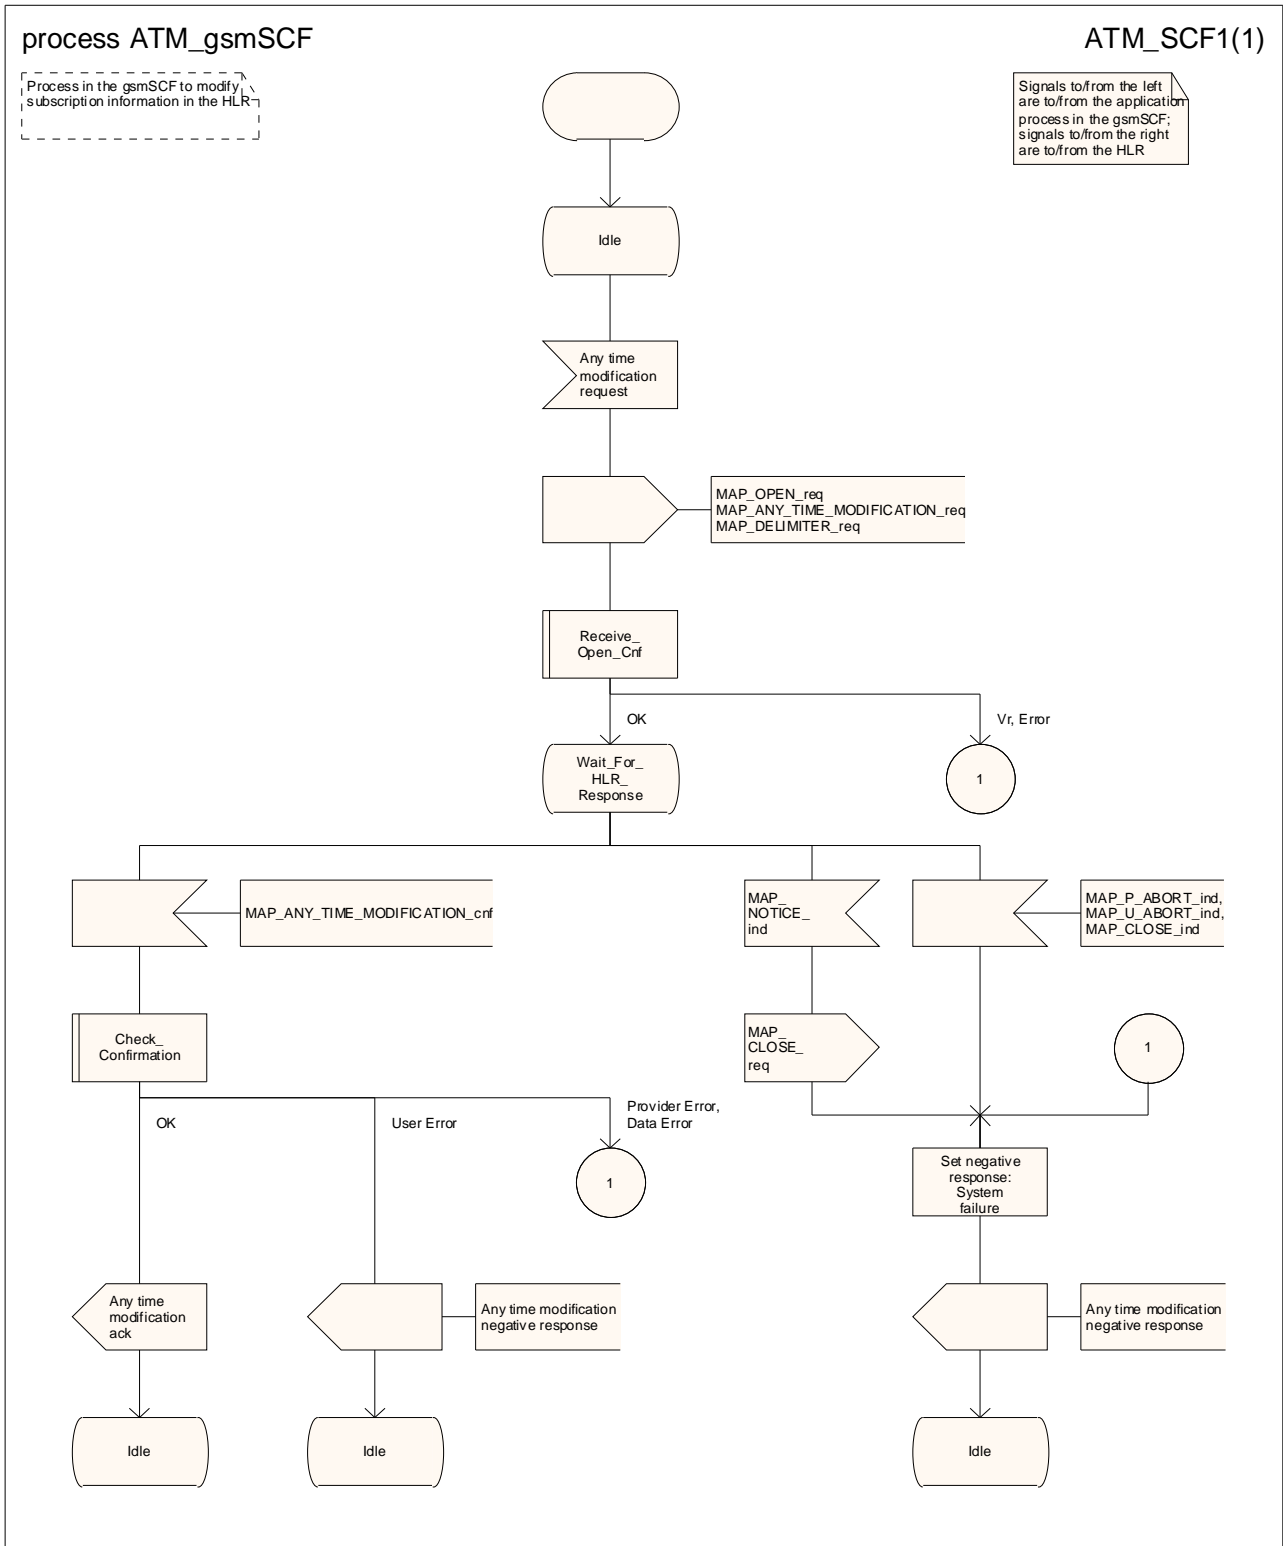 process ATM_gsmSCF
ATM_SCF1(1)
Process in the gsmSCF to modify
subscription information in the HLR
Signals to/from the left
are to/from the application
process in the gsmSCF;
signals to/from the right
are to/from the HLR
Idle
Any time
modification
request
MAP_OPEN_req
MAP_ANY_TIME_MODIFICATION_req
MAP_DELIMITER_req
Receive_
Open_Cnf
OK
Vr, Error
Wait_For_
HLR_
Response
1
MAP_ANY_TIME_MODIFICATION_cnf
MAP_
NOTICE_
ind
MAP_P_ABORT_ind,
MAP_U_ABORT_ind,
MAP_CLOSE_ind
Check_
Confirmation
MAP_
CLOSE_
req
1
OK
User Error
Provider Error,
Data Error
1
Set negative
response:
System
failure
Any time
modification
ack
Any time modification
negative response
Any time modification
negative response
Idle
Idle
Idle